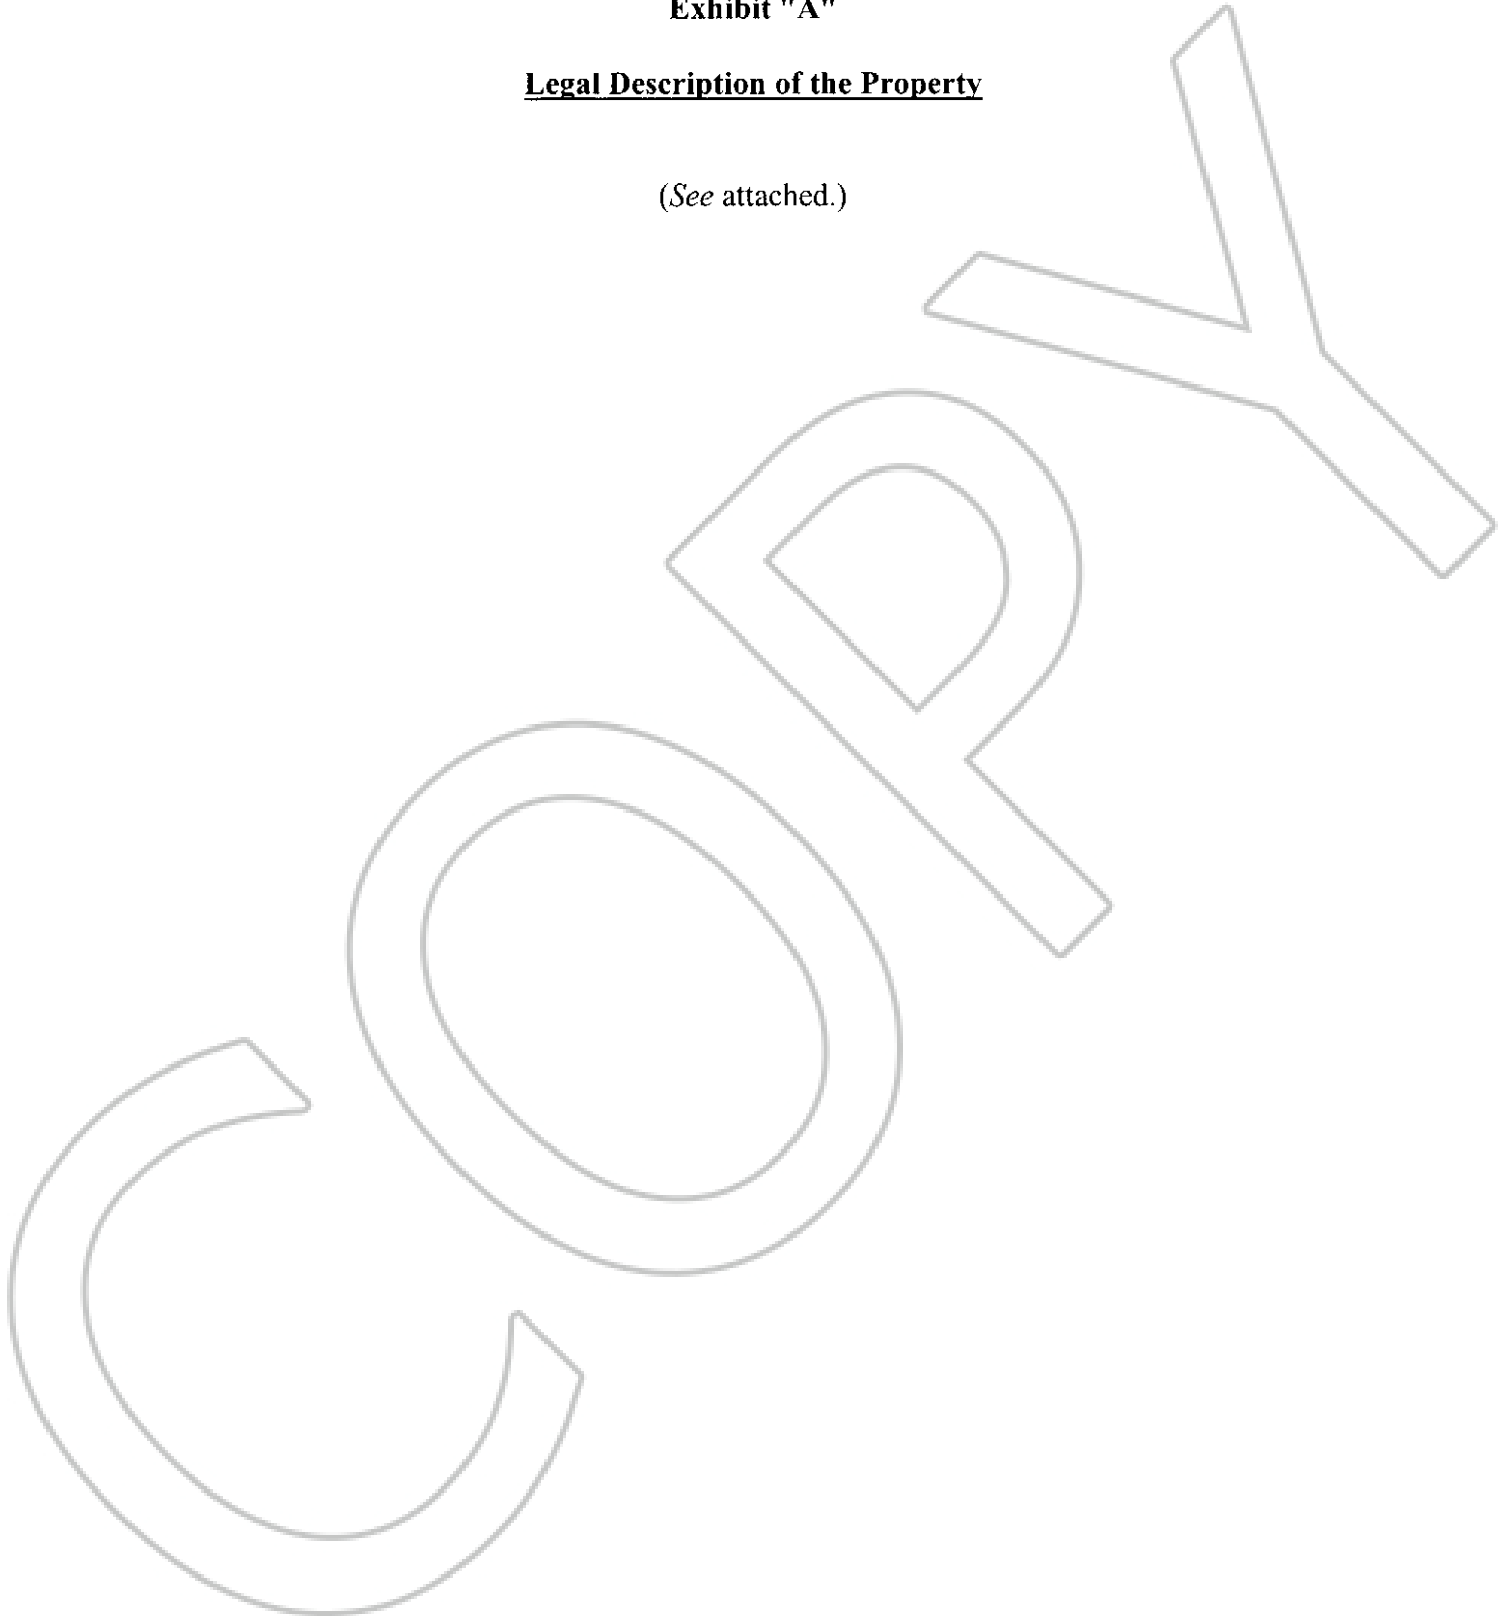 Exhibit "A"
Legal Description of the Property
(See attached.)
COPY